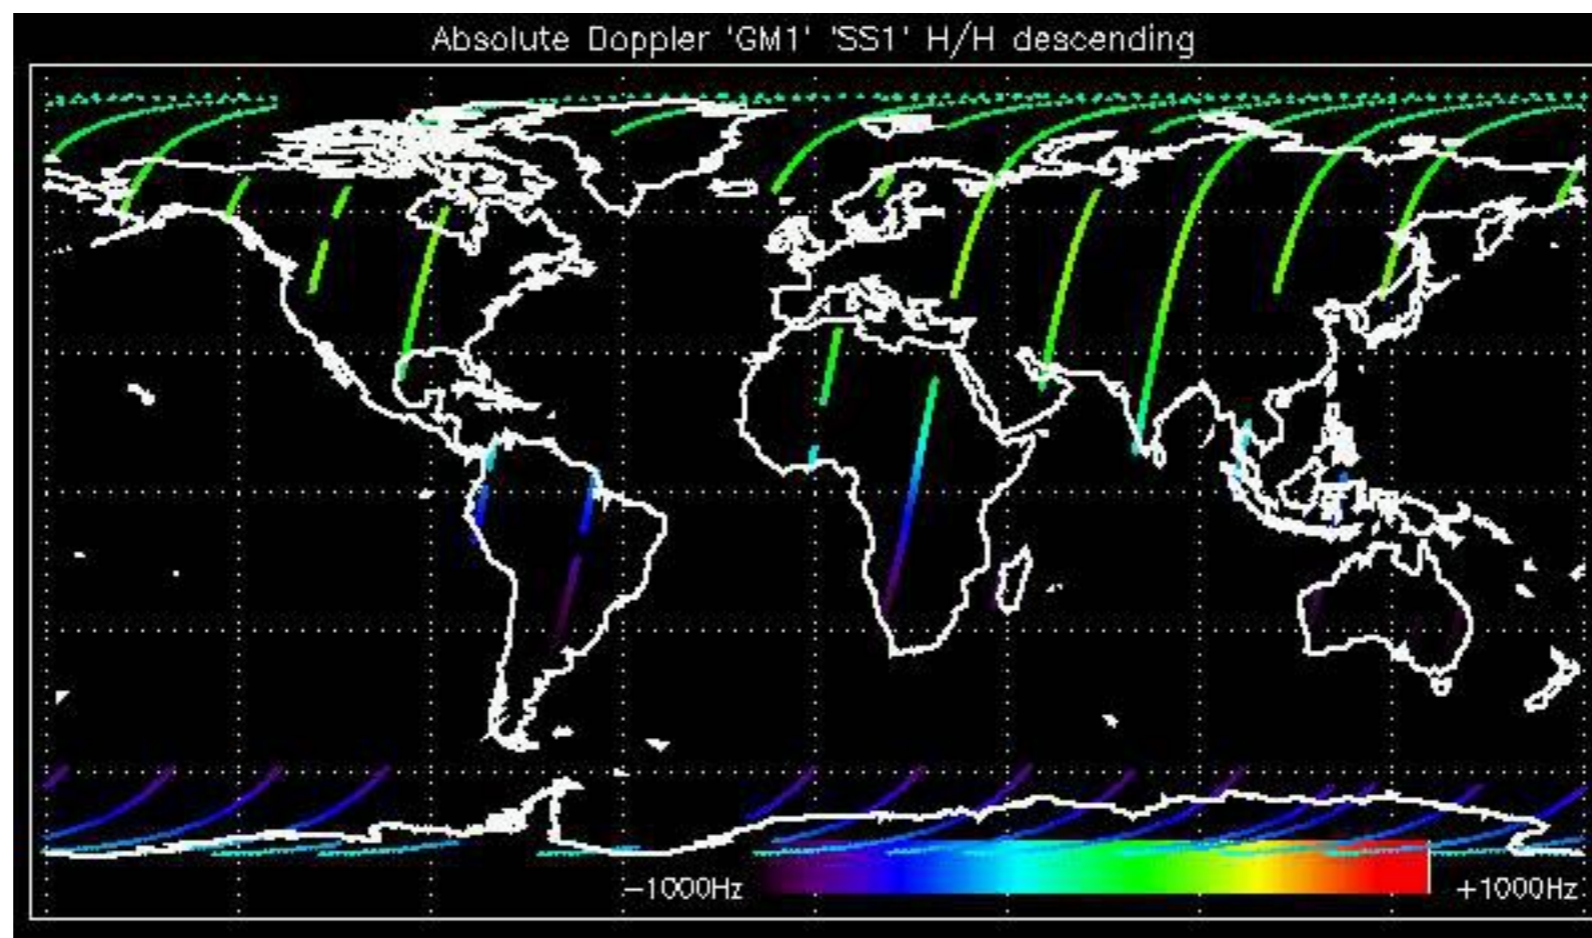 Absolute Doppler 'GM1' 'SS1' H/H descending
−1000Hz
+1000Hz